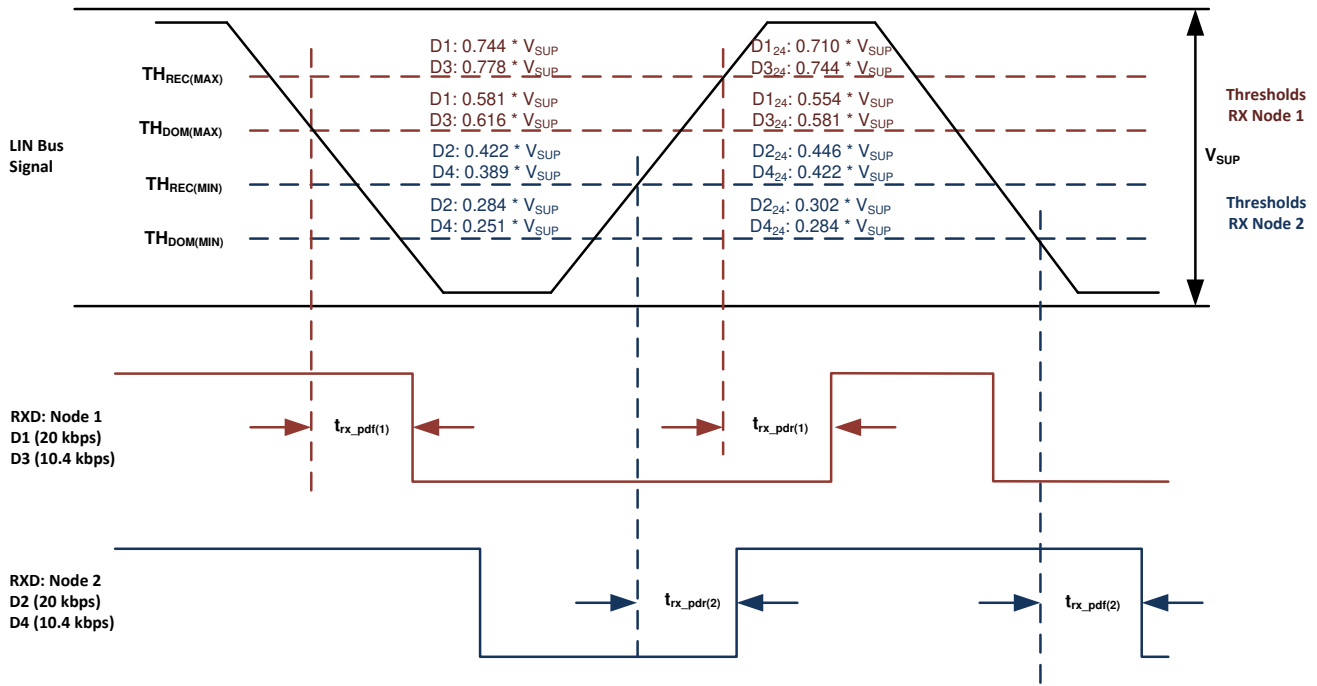 D1: 0.744 * VSUP
D3: 0.778 * VSUP
D124: 0.710 * VSUP
D324: 0.744 * VSUP
THREC(MAX)
D1: 0.581 * VSUP
D3: 0.616 * VSUP
D124: 0.554 * VSUP
D324: 0.581 * VSUP
Thresholds
RX Node 1
THDOM(MAX)
LIN Bus
Signal
D2: 0.422 * VSUP
D4: 0.389 * VSUP
D224: 0.446 * VSUP
D424: 0.422 * VSUP
VSUP
THREC(MIN)
D2: 0.284 * VSUP
D4: 0.251 * VSUP
D224: 0.302 * VSUP
D424: 0.284 * VSUP
Thresholds
RX Node 2
THDOM(MIN)
RXD: Node 1
D1 (20 kbps)
D3 (10.4 kbps)
trx_pdf(1)
trx_pdr(1)
RXD: Node 2
D2 (20 kbps)
D4 (10.4 kbps)
trx_pdr(2)
trx_pdf(2)